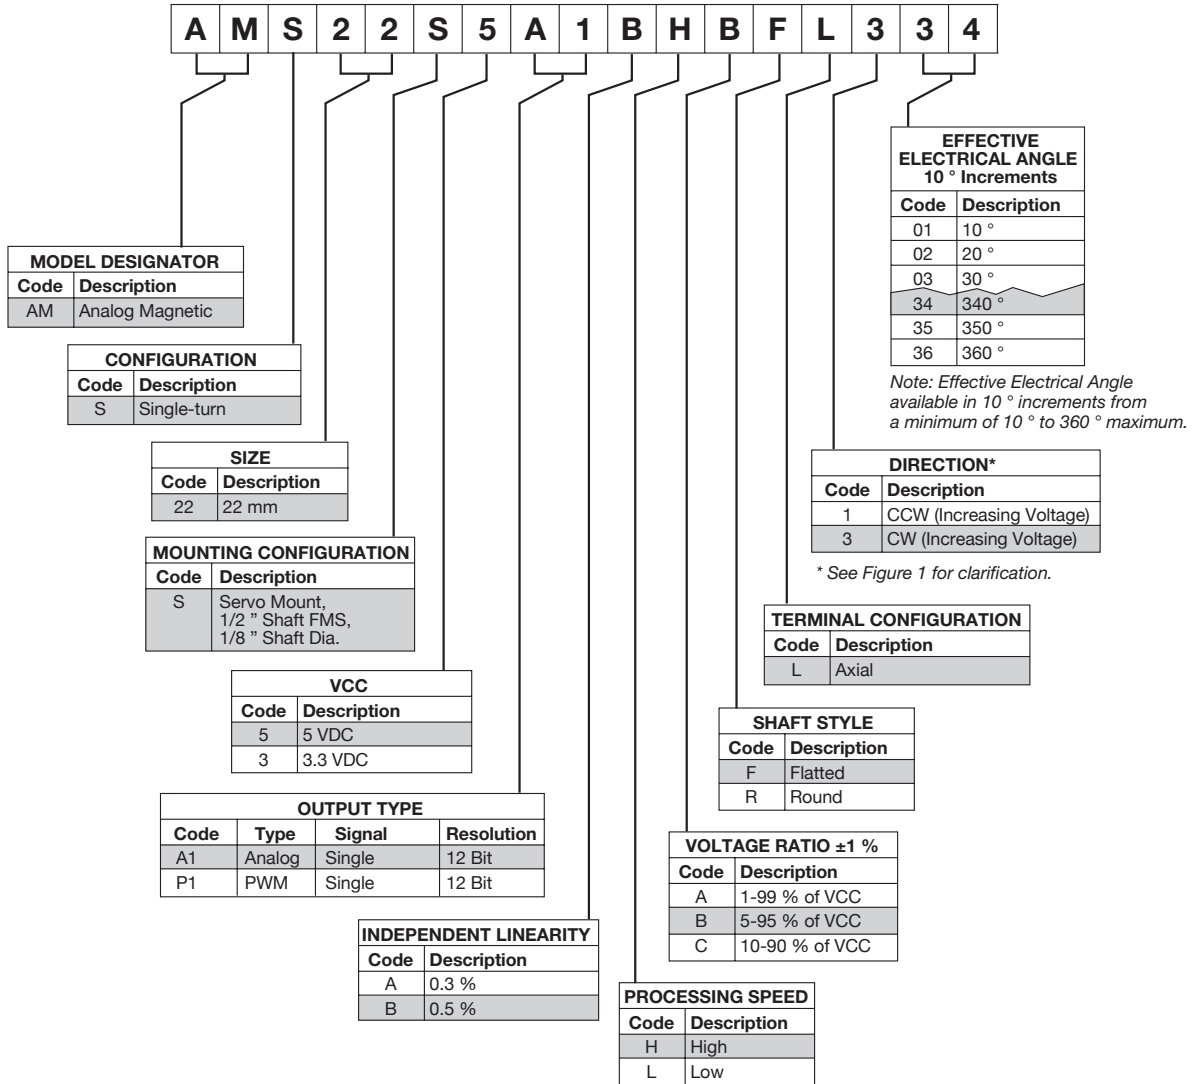 A M S 2 2 S 5 A 1 B H B F L 3 3 4
EFFECTIVE
ELECTRICAL ANGLE
10 ° Increments
Code Description
01 10 °
02 20 °
03 30 °
34 340 °
35 350 °
36 360 °
Note: Effective Electrical Angle
available in 10 ° increments from
a minimum of 10 ° to 360 ° maximum.
MODEL DESIGNATOR
Code Description
AM Analog Magnetic
CONFIGURATION
Code Description
S Single-turn
SIZE
Code Description
22 22 mm
DIRECTION*
Code Description
1 CCW (Increasing Voltage)
3 CW (Increasing Voltage)
* See Figure 1 for clarification.
MOUNTING CONFIGURATION
Code Description
S Servo Mount,
1/2 ” Shaft FMS,
1/8 ” Shaft Dia.
TERMINAL CONFIGURATION
Code Description
L Axial
VCC
Code Description
5 5 VDC
3 3.3 VDC
SHAFT STYLE
Code Description
F Flatted
R Round
OUTPUT TYPE
Code Type Signal Resolution
A1 Analog Single 12 Bit
P1 PWM Single 12 Bit
VOLTAGE RATIO ±1 %
Code Description
A 1-99 % of VCC
B 5-95 % of VCC
C 10-90 % of VCC
INDEPENDENT LINEARITY
Code Description
A 0.3 %
B 0.5 %
PROCESSING SPEED
Code Description
H High
L Low